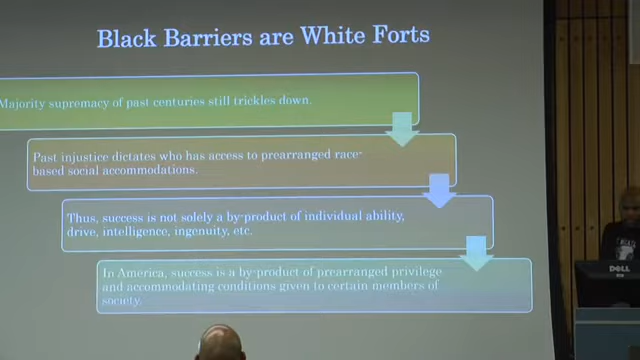 Black Barriers are White Forts
Majority supremacy of past centuries still trickles down.
Past injustice dictates who has access to prearranged race-
based social accommodations.
Thus, success is not solely a by-product of individual ability,
drive, intelligence, ingenuity, etc.
In America, success is a by-product of prearranged privilege
and accommodating conditions given to certain members of
society.
DELL